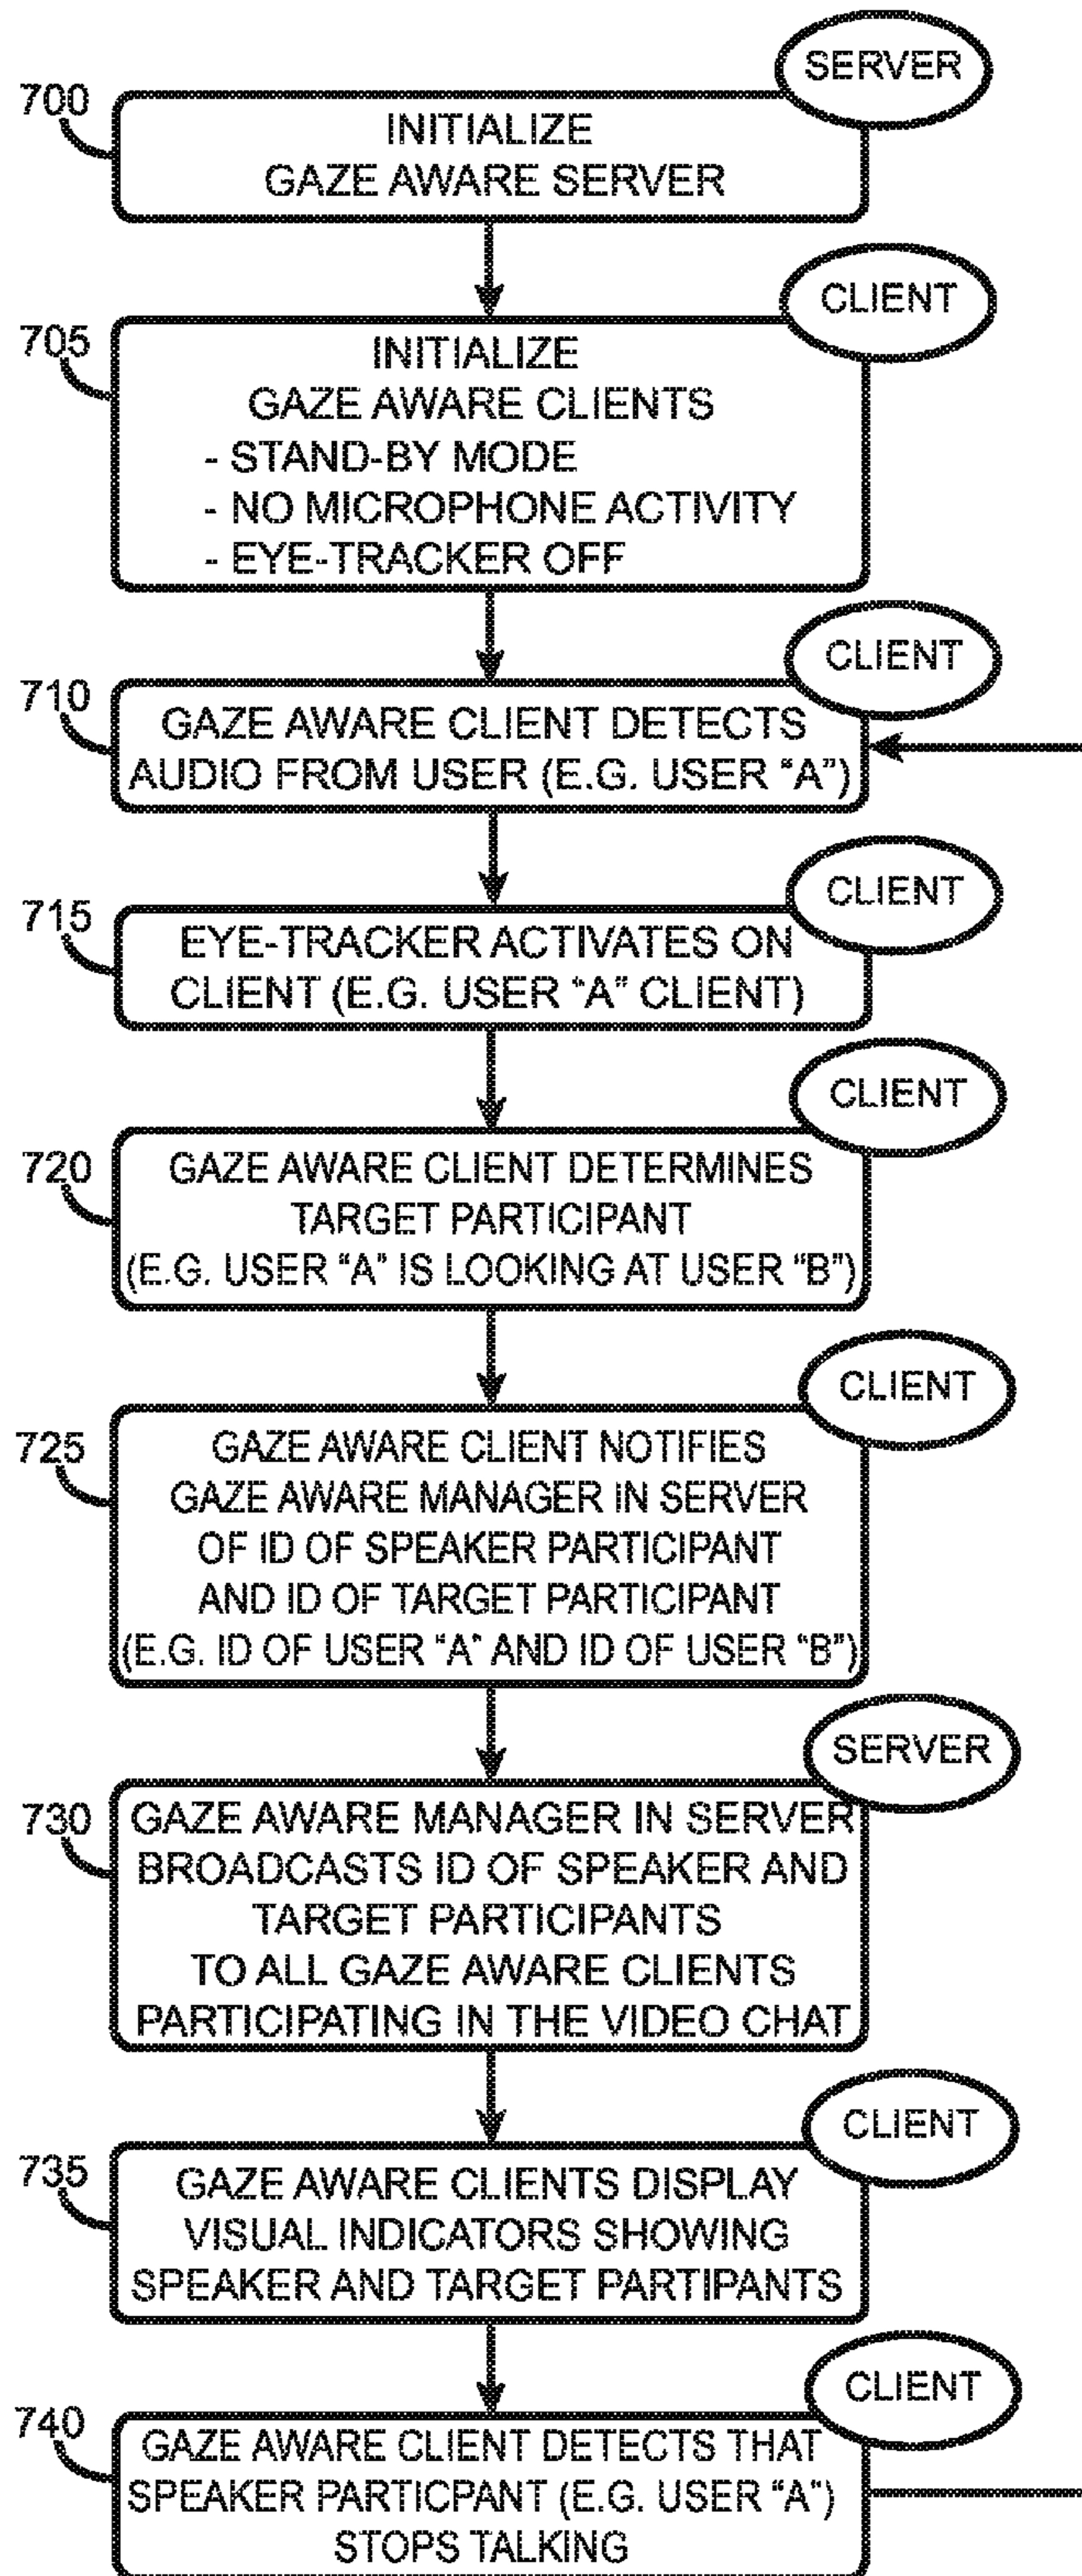 SERVER
700
INITIALIZE
GAZE AWARE SERVER
CLIENT
705
INITIALIZE
GAZE AWARE CLIENTS
- STAND-BY MODE
- NO MICROPHONE ACTIVITY
- EYE-TRACKER OFF
CLIENT
710
GAZE AWARE CLIENT DETECTS
AUDIO FROM USER (E.G. USER “A”)
CLIENT
715
EYE-TRACKER ACTIVATES ON
CLIENT (E.G. USER “A” CLIENT)
CLIENT
720
GAZE AWARE CLIENT DETERMINES
TARGET PARTICIPANT
(E.G. USER “A” IS LOOKING AT USER “B”)
CLIENT
725
GAZE AWARE CLIENT NOTIFIES
GAZE AWARE MANAGER IN SERVER
OF ID OF SPEAKER PARTICIPANT
AND ID OF TARGET PARTICIPANT
(E.G. ID OF USER “A” AND ID OF USER “B”)
SERVER
730
GAZE AWARE MANAGER IN SERVER
BROADCASTS ID OF SPEAKER AND
TARGET PARTICIPANTS
TO ALL GAZE AWARE CLIENTS
PARTICIPATING IN THE VIDEO CHAT
CLIENT
735
GAZE AWARE CLIENTS DISPLAY
VISUAL INDICATORS SHOWING
SPEAKER AND TARGET PARTIPANTS
CLIENT
740
GAZE AWARE CLIENT DETECTS THAT
SPEAKER PARTICPANT (E.G. USER “A”)
STOPS TALKING